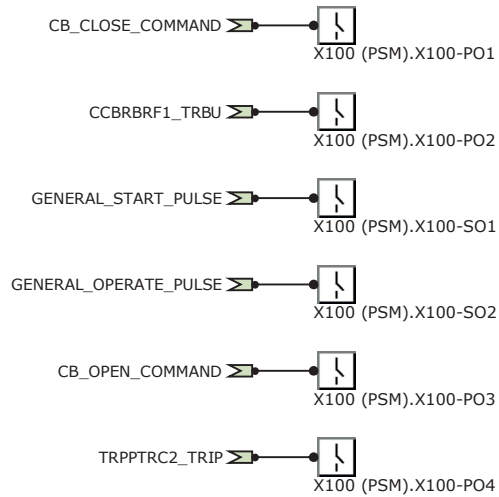 CB_CLOSE_COMMAND
X100 (PSM).X100-PO1
CCBRBRF1_TRBU
X100 (PSM).X100-PO2
GENERAL_START_PULSE
X100 (PSM).X100-SO1
GENERAL_OPERATE_PULSE
X100 (PSM).X100-SO2
CB_OPEN_COMMAND
X100 (PSM).X100-PO3
TRPPTRC2_TRIP
X100 (PSM).X100-PO4